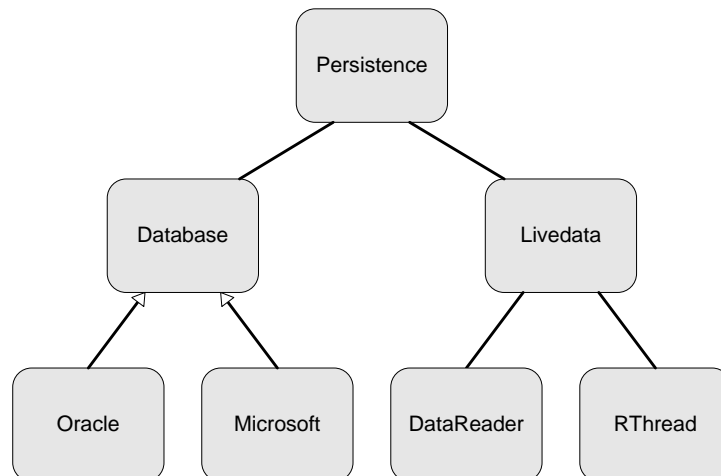 Persistence
Database
Livedata
Oracle
Microsoft
DataReader
RThread